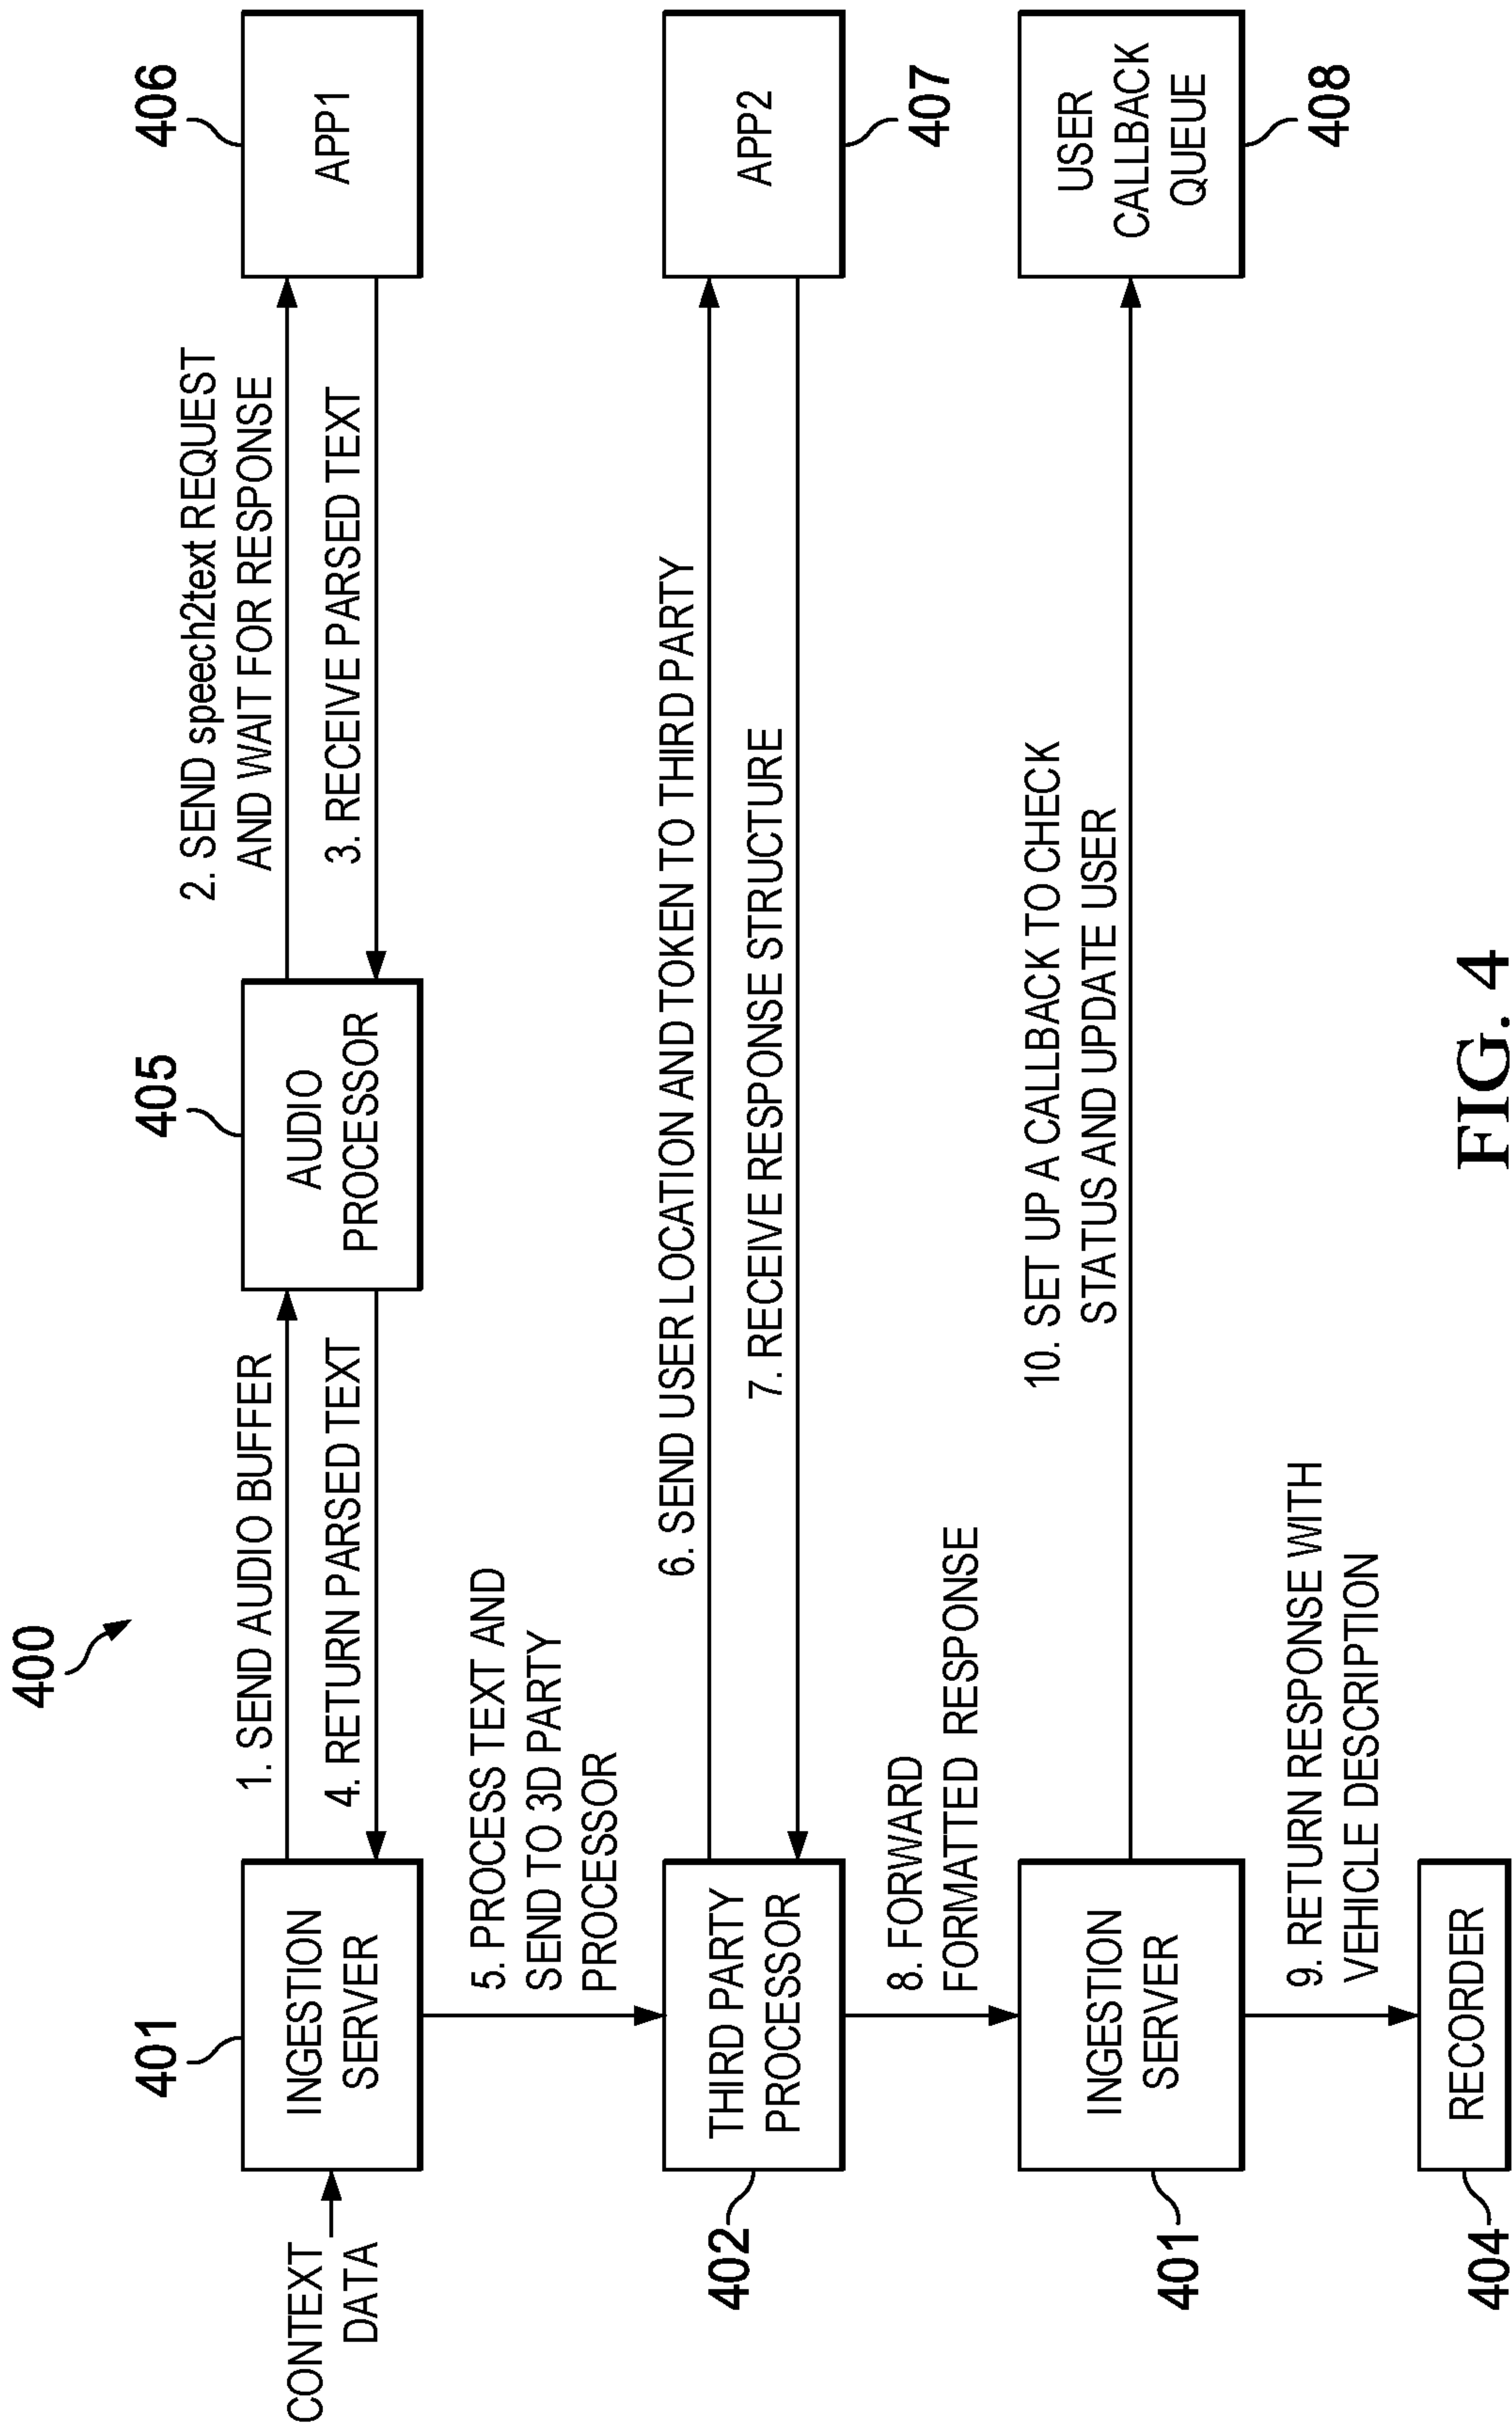 400
401
405
406
CONTEXT
DATA
INGESTION
SERVER
1. SEND AUDIO BUFFER
4. RETURN PARSED TEXT
AUDIO
PROCESSOR
2. SEND speech2text REQUEST
AND WAIT FOR RESPONSE
3. RECEIVE PARSED TEXT
APP1
5. PROCESS TEXT AND
SEND TO 3D PARTY
PROCESSOR
THIRD PARTY
PROCESSOR
402
6. SEND USER LOCATION AND TOKEN TO THIRD PARTY
7. RECEIVE RESPONSE STRUCTURE
APP2
407
8. FORWARD
FORMATTED RESPONSE
INGESTION
SERVER
401
10. SET UP A CALLBACK TO CHECK
STATUS AND UPDATE USER
USER
CALLBACK
QUEUE
408
9. RETURN RESPONSE WITH
VEHICLE DESCRIPTION
RECORDER
404
FIG. 4